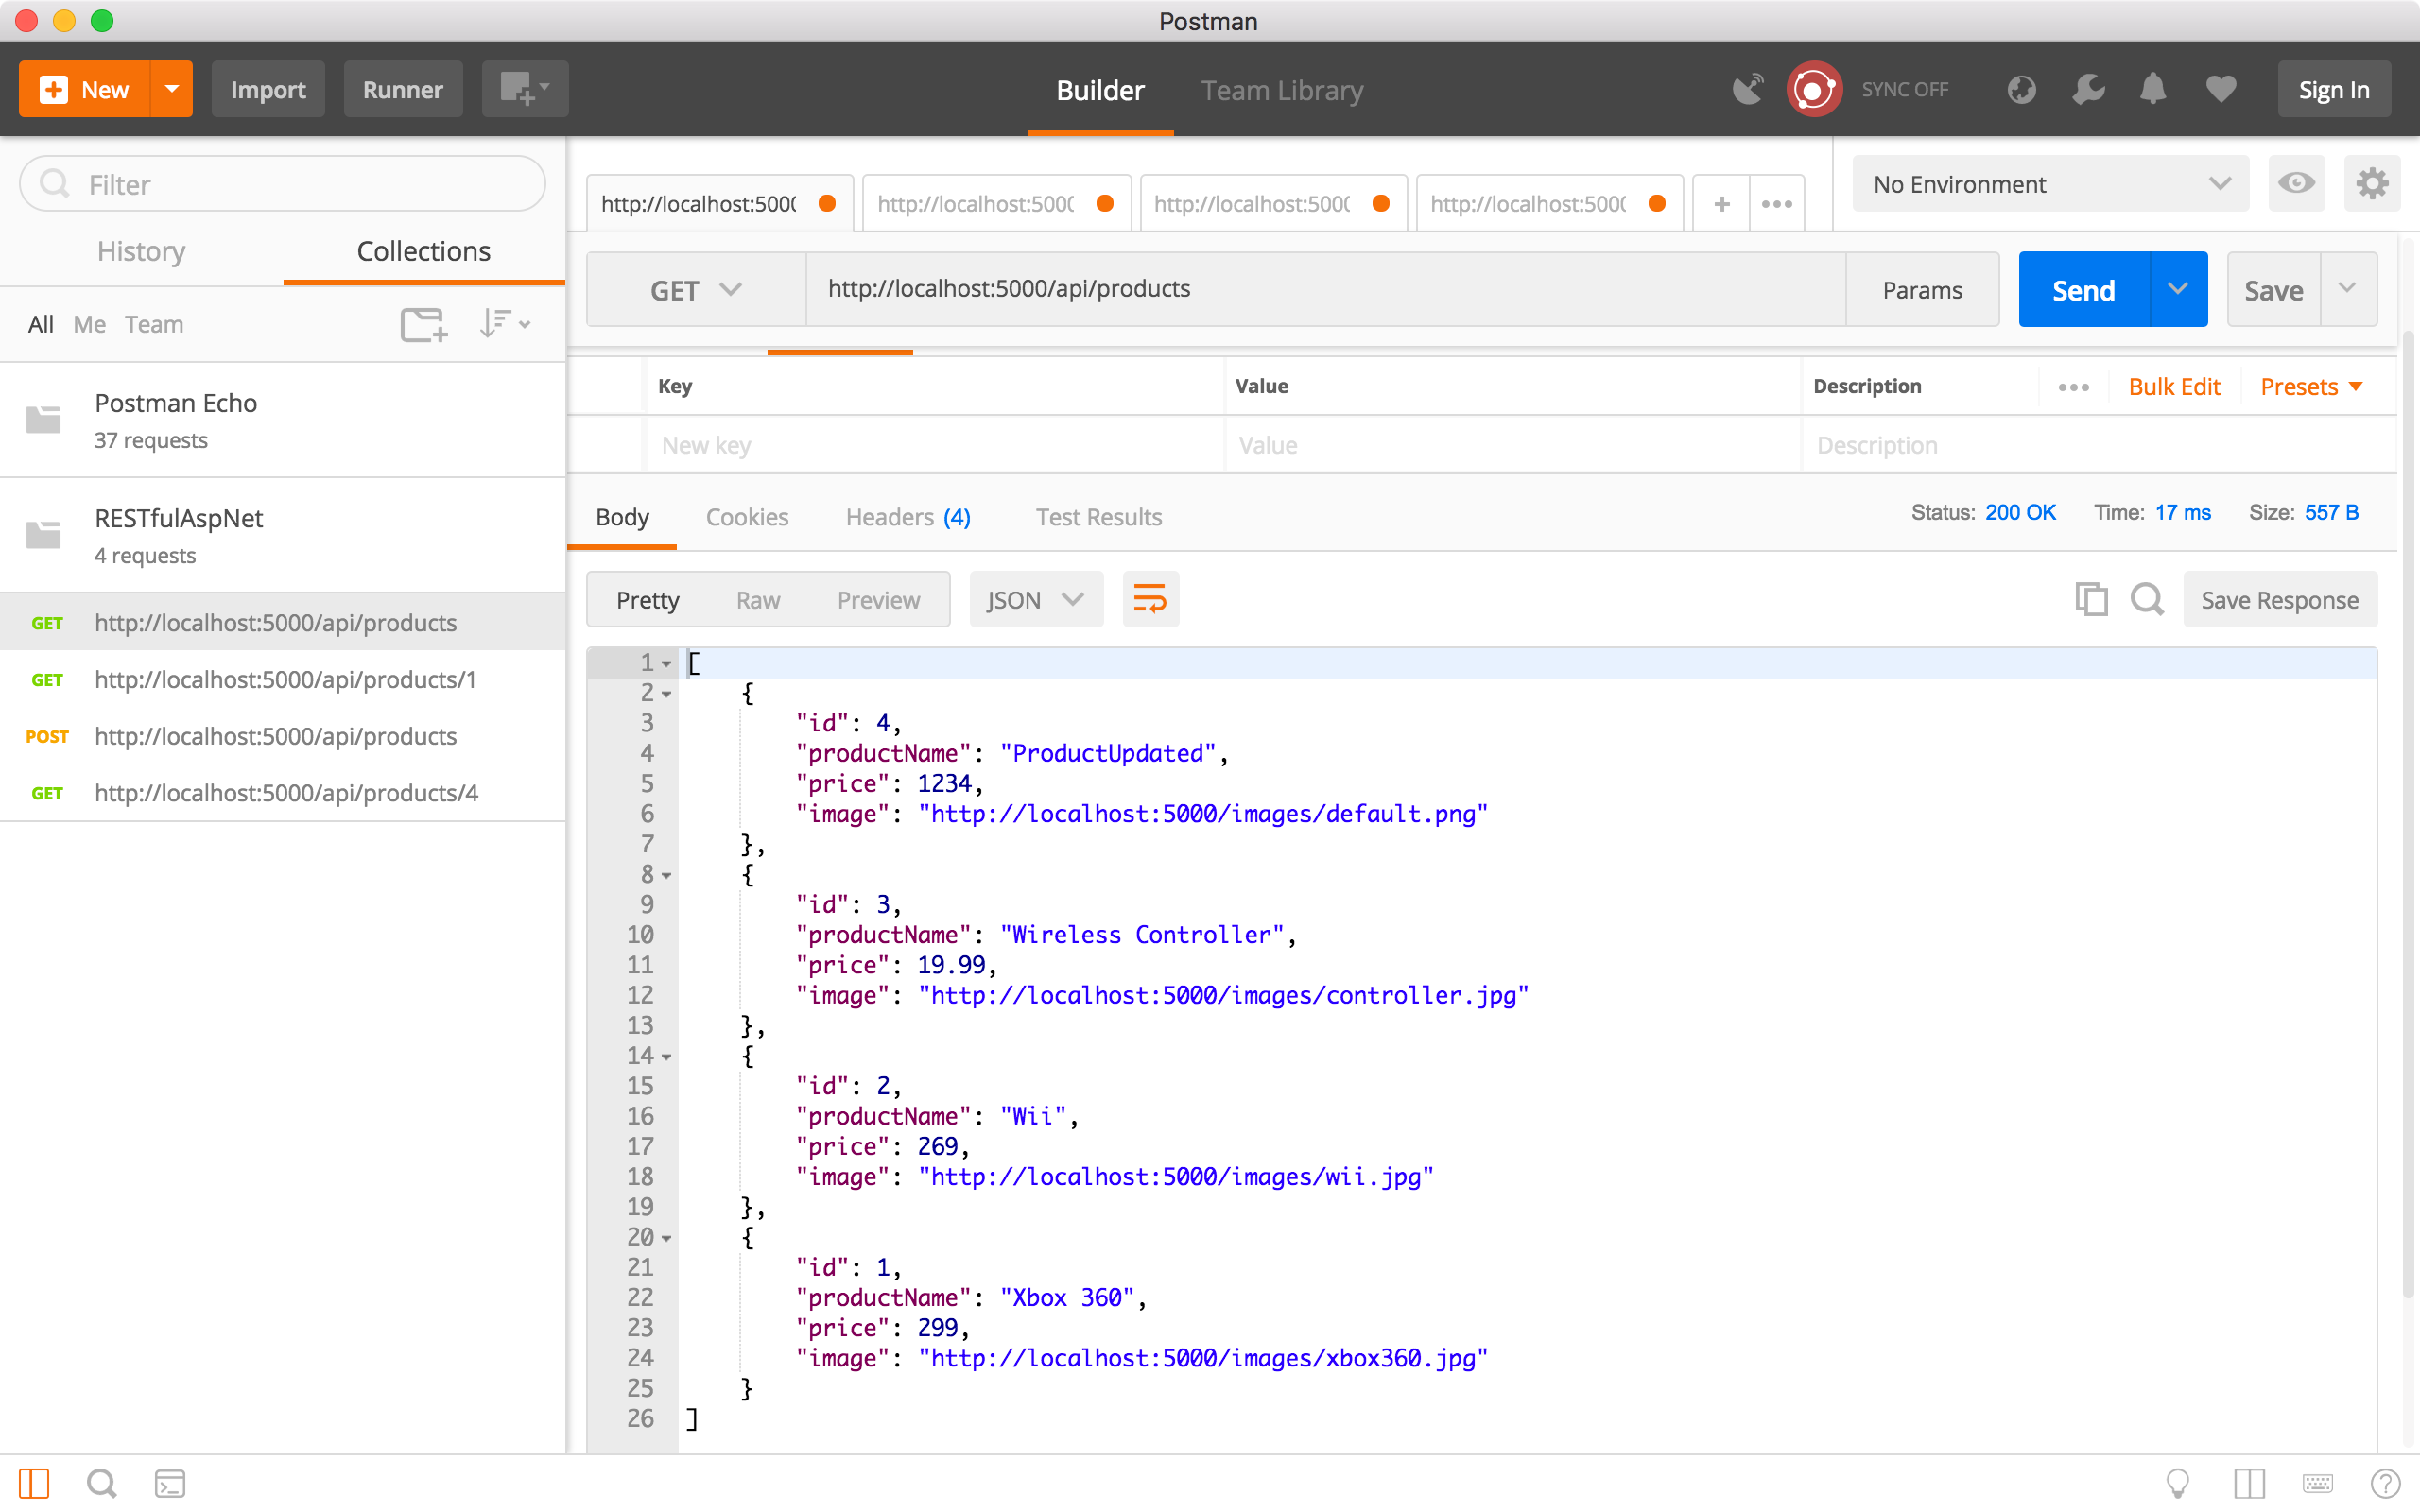 Postman
New Import Runner Builder Team Library SYNC OFF Sign In
Filter
History Collections
All Me Team
Postman Echo
37 requests
RESTfulAspNet
4 requests
GET http://localhost:5000/api/products
GET http://localhost:5000/api/products/1
POST http://localhost:5000/api/products
GET http://localhost:5000/api/products/4
http://localhost:500 http://localhost:500 http://localhost:500 http://localhost:500 + No Environment
GET http://localhost:5000/api/products Params Send Save
Key Value Description Bulk Edit Presets
New key Value Description
Body Cookies Headers (4) Test Results Status: 200 OK Time: 17 ms Size: 557 B
Pretty Raw Preview JSON Save Response
1 [
2 {
3 "id": 4,
4 "productName": "ProductUpdated",
5 "price": 1234,
6 "image": "http://localhost:5000/images/default.png"
7 },
8 {
9 "id": 3,
10 "productName": "Wireless Controller",
11 "price": 19.99,
12 "image": "http://localhost:5000/images/controller.jpg"
13 },
14 {
15 "id": 2,
16 "productName": "Wii",
17 "price": 269,
18 "image": "http://localhost:5000/images/wii.jpg"
19 },
20 {
21 "id": 1,
22 "productName": "Xbox 360",
23 "price": 299,
24 "image": "http://localhost:5000/images/xbox360.jpg"
25 }
26 ]